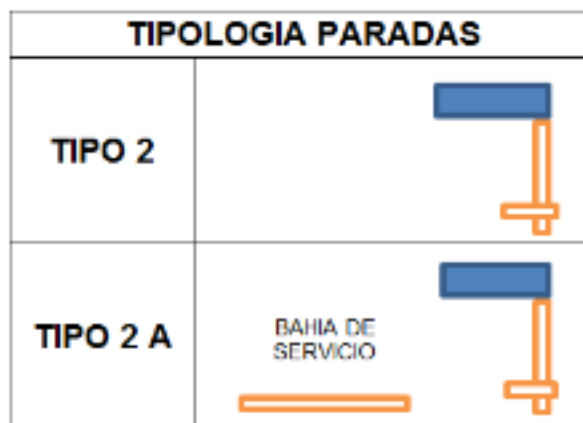 TIPOLOGIA PARADAS
TIPO 2
TIPO 2 A
BAHIA DE
SERVICIO